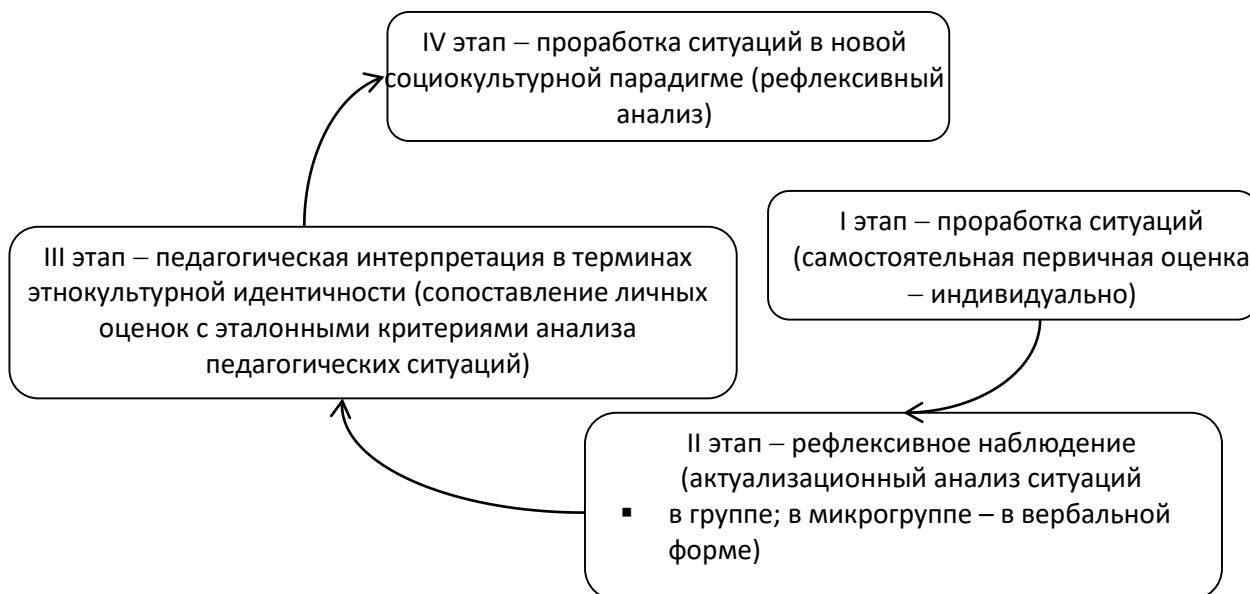 IV этап – проработка ситуаций в новой
социокультурной парадигме (рефлексивный
анализ)
I этап – проработка ситуаций
(самостоятельная первичная оценка
– индивидуально)
III этап – педагогическая интерпретация в терминах
этнокультурной идентичности (сопоставление личных
оценок с эталонными критериями анализа
педагогических ситуаций)
II этап – рефлексивное наблюдение
(актуализационный анализ ситуаций
▪ в группе; в микрогруппе – в вербальной
форме)